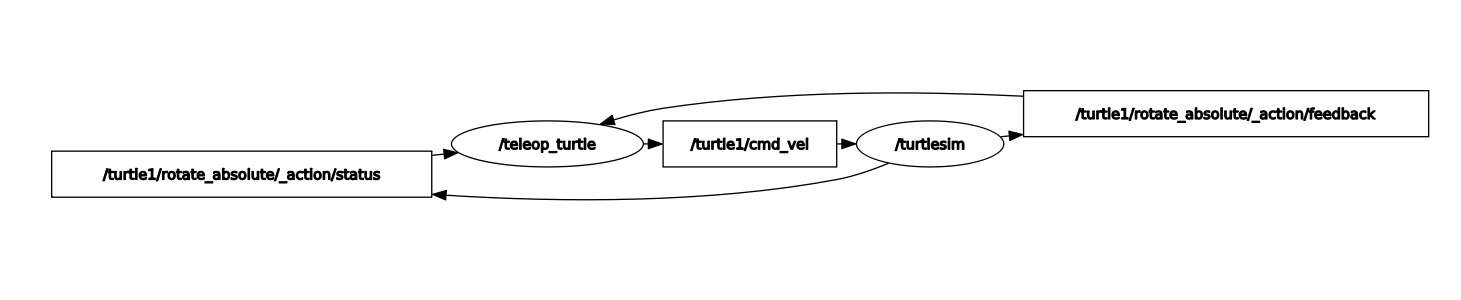 /turtle1/rotate_absolute/_action/feedback
/teleop_turtle
/turtle1/cmd_vel
/turtlesim
/turtle1/rotate_absolute/_action/status